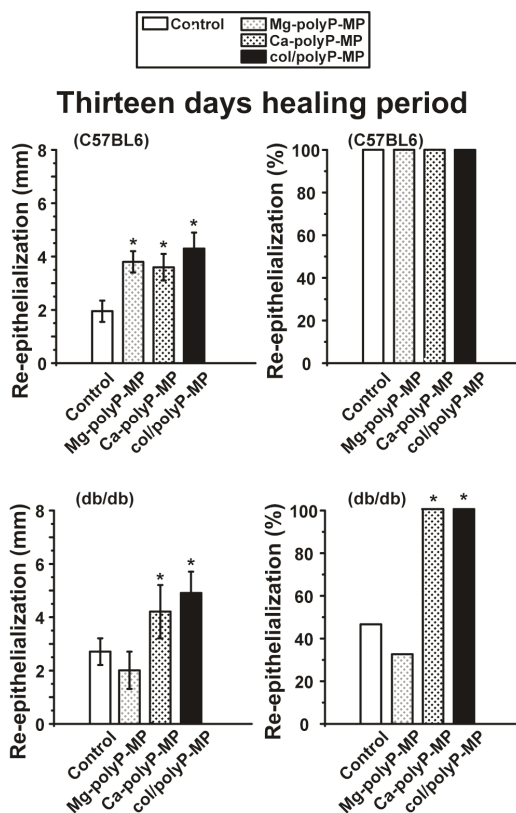 Control
Mg-polyP-MP
Ca-polyP-MP
col/polyP-MP
Thirteen days healing period
(C57BL6)
Re-epithelialization (mm)
8
6
4
2
0
*
*
*
Control
Mg-polyP-MP
Ca-polyP-MP
col/polyP-MP
(C57BL6)
Re-epithelialization (%)
100
80
60
40
20
0
Control
Mg-polyP-MP
Ca-polyP-MP
col/polyP-MP
(db/db)
Re-epithelialization (mm)
8
6
4
2
0
*
*
Control
Mg-polyP-MP
Ca-polyP-MP
col/polyP-MP
(db/db)
Re-epithelialization (%)
100
80
60
40
20
0
*
*
Control
Mg-polyP-MP
Ca-polyP-MP
col/polyP-MP